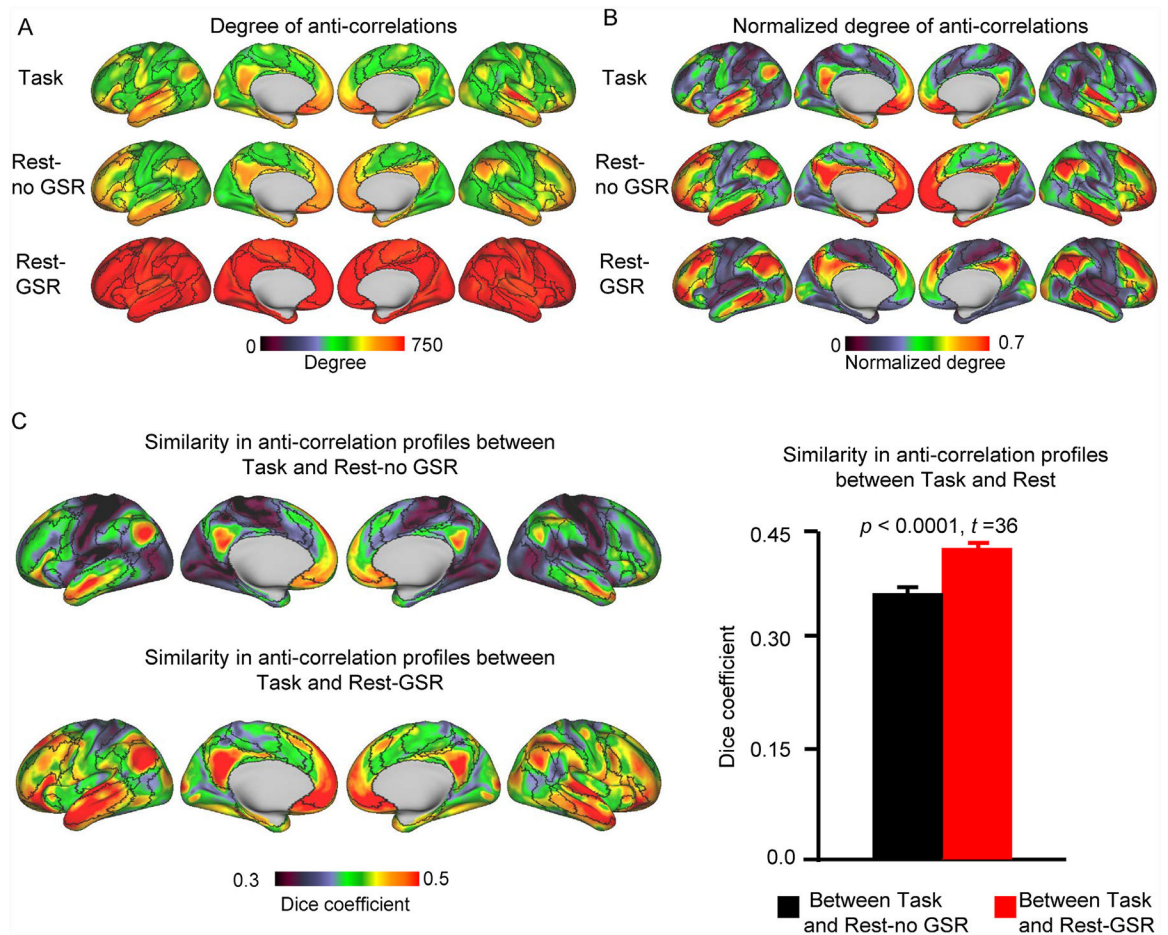 A
Degree of anti-correlations
Task
Rest-
no GSR
Rest-
GSR
0
750
Degree
B
Normalized degree of anti-correlations
Task
Rest-
no GSR
Rest-
GSR
0
0.7
Normalized degree
C
Similarity in anti-correlation profiles between
Task and Rest-no GSR
Similarity in anti-correlation profiles between
Task and Rest-GSR
0.3
0.5
Dice coefficient
Similarity in anti-correlation profiles
between Task and Rest
p < 0.0001, t =36
0.45
0.30
0.15
0.0
Dice coefficient
Between Task
and Rest-no GSR
Between Task
and Rest-GSR